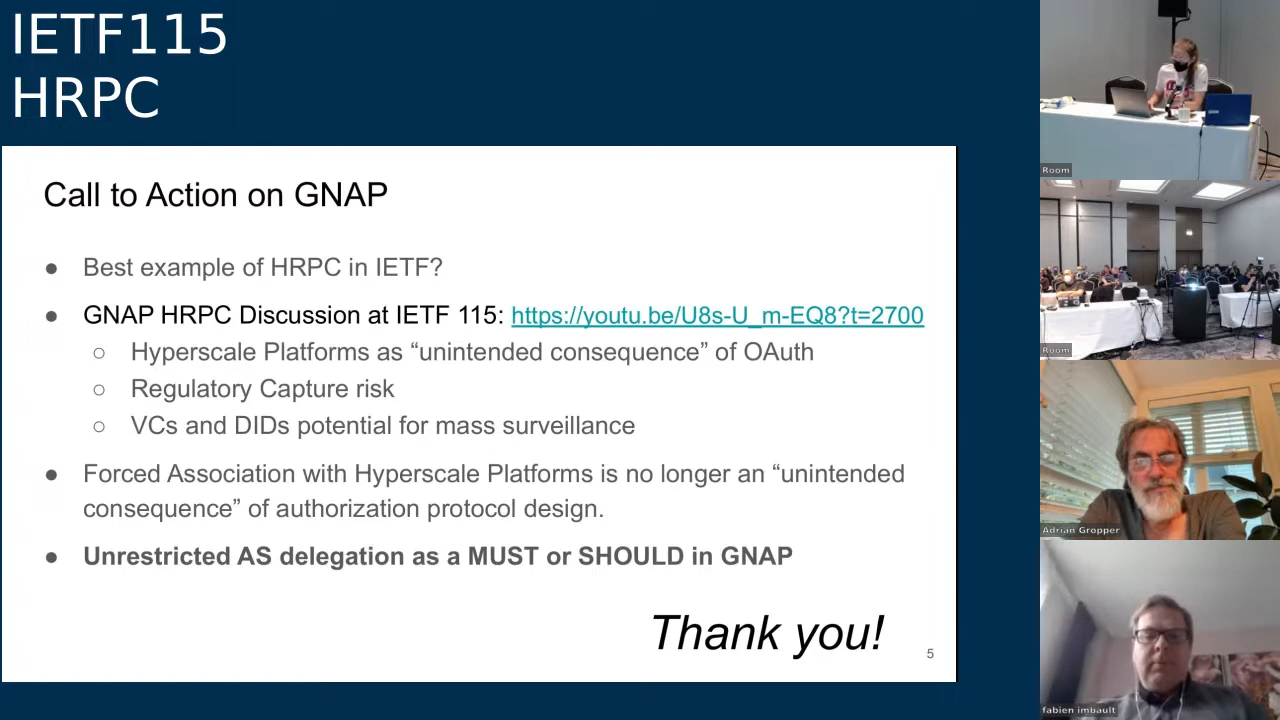 IETF115
HRPC
Call to Action on GNAP
● Best example of HRPC in IETF?
● GNAP HRPC Discussion at IETF 115: https://youtu.be/U8s-U_m-EQ8?t=2700
○ Hyperscale Platforms as “unintended consequence” of OAuth
○ Regulatory Capture risk
○ VCs and DIDs potential for mass surveillance
● Forced Association with Hyperscale Platforms is no longer an “unintended
consequence” of authorization protocol design.
● Unrestricted AS delegation as a MUST or SHOULD in GNAP
Thank you!
5
Room
Room
Adrian Gropper
fabien imbault